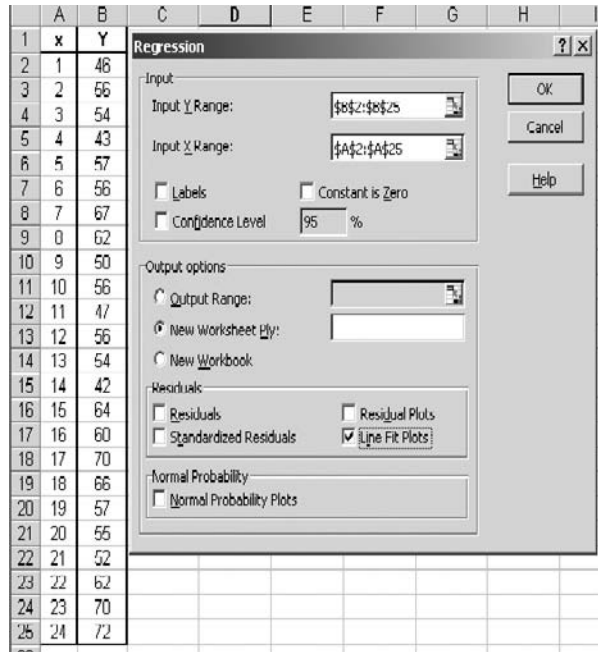 A B C D E F G H
1 x Y
2 1 46
3 2 56
4 3 54
5 4 43
6 5 57
7 6 56
8 7 67
9 8 62
10 9 50
11 10 56
12 11 47
13 12 56
14 13 54
15 14 42
16 15 64
17 16 60
18 17 70
19 18 66
20 19 57
21 20 55
22 21 52
23 22 62
24 23 70
25 24 72
Regression ? X
Input
Input Y Range: $B$2:$B$25
Input X Range: $A$2:$A$25
Labels Constant is Zero
Confidence Level 95 %
OK
Cancel
Help
Output options
Output Range:
New Worksheet Ply:
New Workbook
Residuals
Residuals Residual Plots
Standardized Residuals Line Fit Plots
Normal Probability
Normal Probability Plots